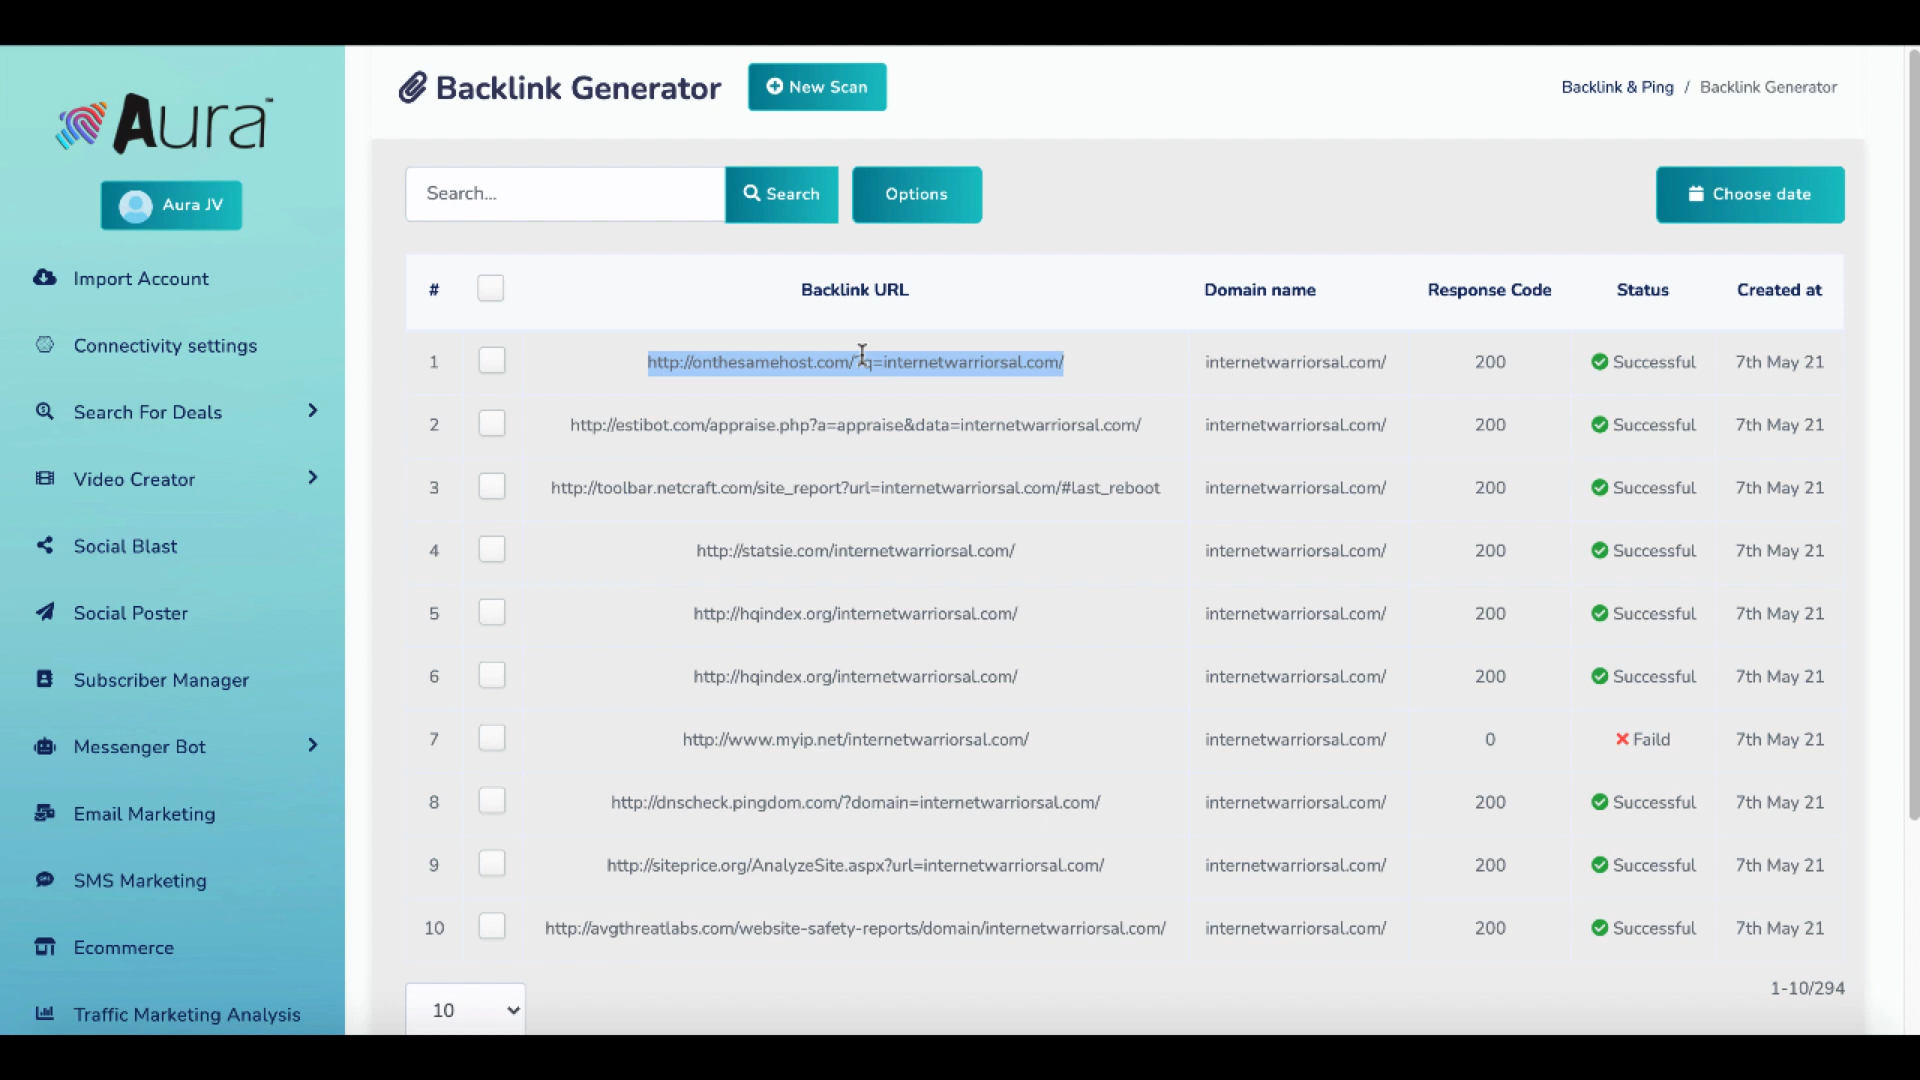 Aura™
Aura JV
Import Account
Connectivity settings
Search For Deals
Video Creator
Social Blast
Social Poster
Subscriber Manager
Messenger Bot
Email Marketing
SMS Marketing
Ecommerce
Traffic Marketing Analysis
Backlink Generator New Scan Backlink & Ping / Backlink Generator
Search... Search Options Choose date
# Backlink URL Domain name Response Code Status Created at
1 http://onthesamehost.com/?q=internetwarriorsal.com/ internetwarriorsal.com/ 200 Successful 7th May 21
2 http://estibot.com/appraise.php?a=appraise&data=internetwarriorsal.com/ internetwarriorsal.com/ 200 Successful 7th May 21
3 http://toolbar.netcraft.com/site_report?url=internetwarriorsal.com/#last_reboot internetwarriorsal.com/ 200 Successful 7th May 21
4 http://statsie.com/internetwarriorsal.com/ internetwarriorsal.com/ 200 Successful 7th May 21
5 http://hqindex.org/internetwarriorsal.com/ internetwarriorsal.com/ 200 Successful 7th May 21
6 http://hqindex.org/internetwarriorsal.com/ internetwarriorsal.com/ 200 Successful 7th May 21
7 http://www.myip.net/internetwarriorsal.com/ internetwarriorsal.com/ 0 Faild 7th May 21
8 http://dnscheck.pingdom.com/?domain=internetwarriorsal.com/ internetwarriorsal.com/ 200 Successful 7th May 21
9 http://siteprice.org/AnalyzeSite.aspx?url=internetwarriorsal.com/ internetwarriorsal.com/ 200 Successful 7th May 21
10 http://avgthreatlabs.com/website-safety-reports/domain/internetwarriorsal.com/ internetwarriorsal.com/ 200 Successful 7th May 21
1-10/294
10